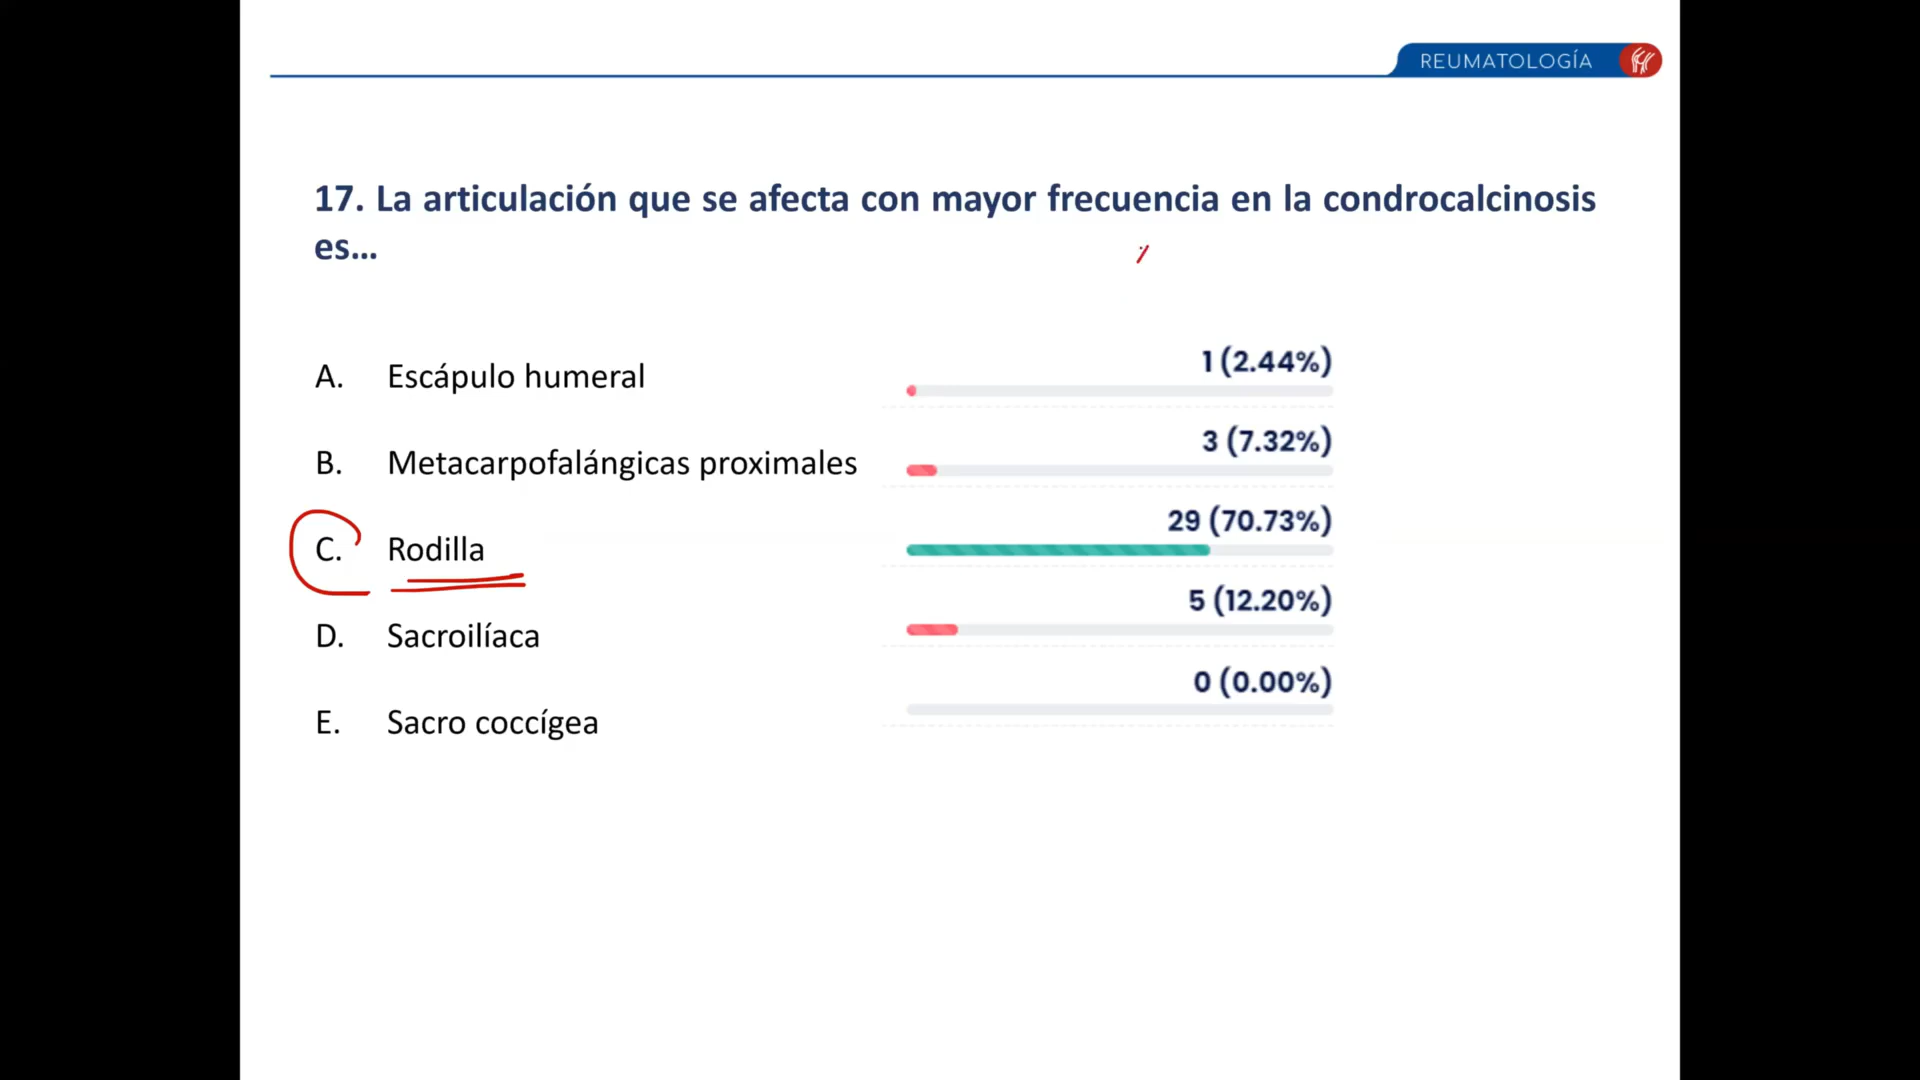 REUMATOLOGÍA
17. La articulación que se afecta con mayor frecuencia en la condrocalcinosis
es...
A. Escápulo humeral 1 (2.44%)
B. Metacarpofalángicas proximales 3 (7.32%)
C. Rodilla 29 (70.73%)
D. Sacroilíaca 5 (12.20%)
E. Sacro coccígea 0 (0.00%)